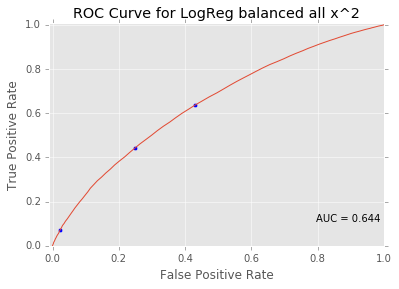 ROC Curve for LogReg balanced all x^2
1.0
0.8
0.6
0.4
0.2
0.0
True Positive Rate
AUC = 0.644
0.0 0.2 0.4 0.6 0.8 1.0
False Positive Rate